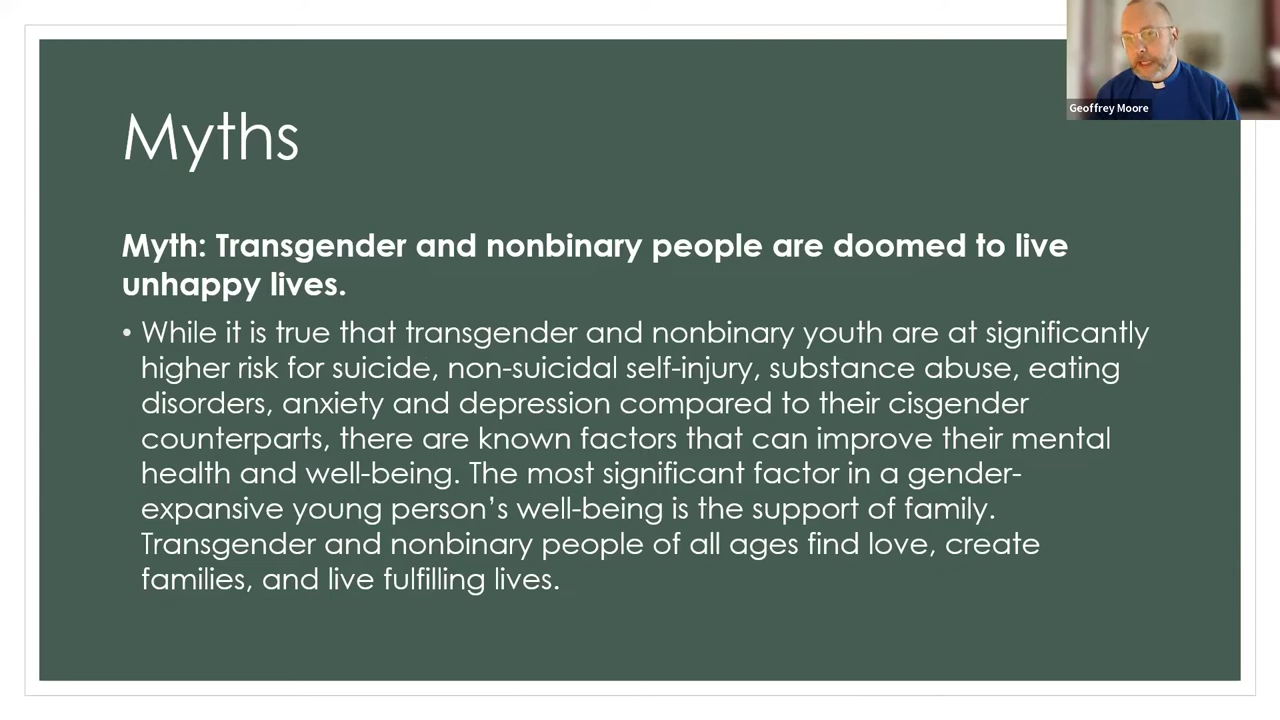 Geoffrey Moore
Myths
Myth: Transgender and nonbinary people are doomed to live
unhappy lives.
• While it is true that transgender and nonbinary youth are at significantly
higher risk for suicide, non-suicidal self-injury, substance abuse, eating
disorders, anxiety and depression compared to their cisgender
counterparts, there are known factors that can improve their mental
health and well-being. The most significant factor in a gender-
expansive young person’s well-being is the support of family.
Transgender and nonbinary people of all ages find love, create
families, and live fulfilling lives.